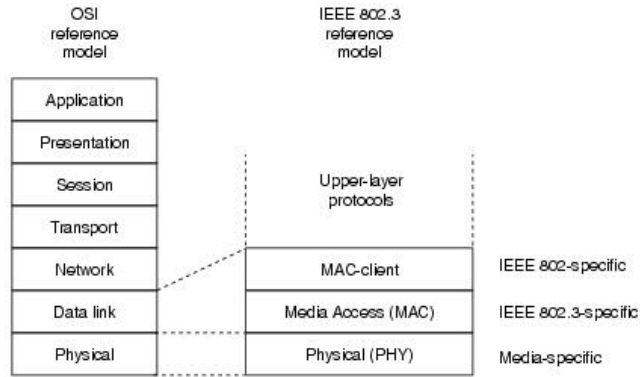 OSI
reference
model
IEEE 802.3
reference
model
Application
Presentation
Session
Transport
Network
Data link
Physical
Upper-layer
protocols
MAC-client
Media Access (MAC)
Physical (PHY)
IEEE 802-specific
IEEE 802.3-specific
Media-specific